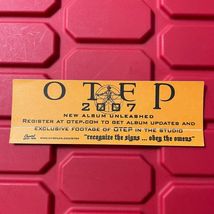 OTEP
2007
NEW ALBUM UNLEASHED
REGISTER AT OTEP.COM TO GET ALBUM UPDATES AND
EXCLUSIVE FOOTAGE OF OTEP IN THE STUDIO
"recognize the signs ... obey the omens"